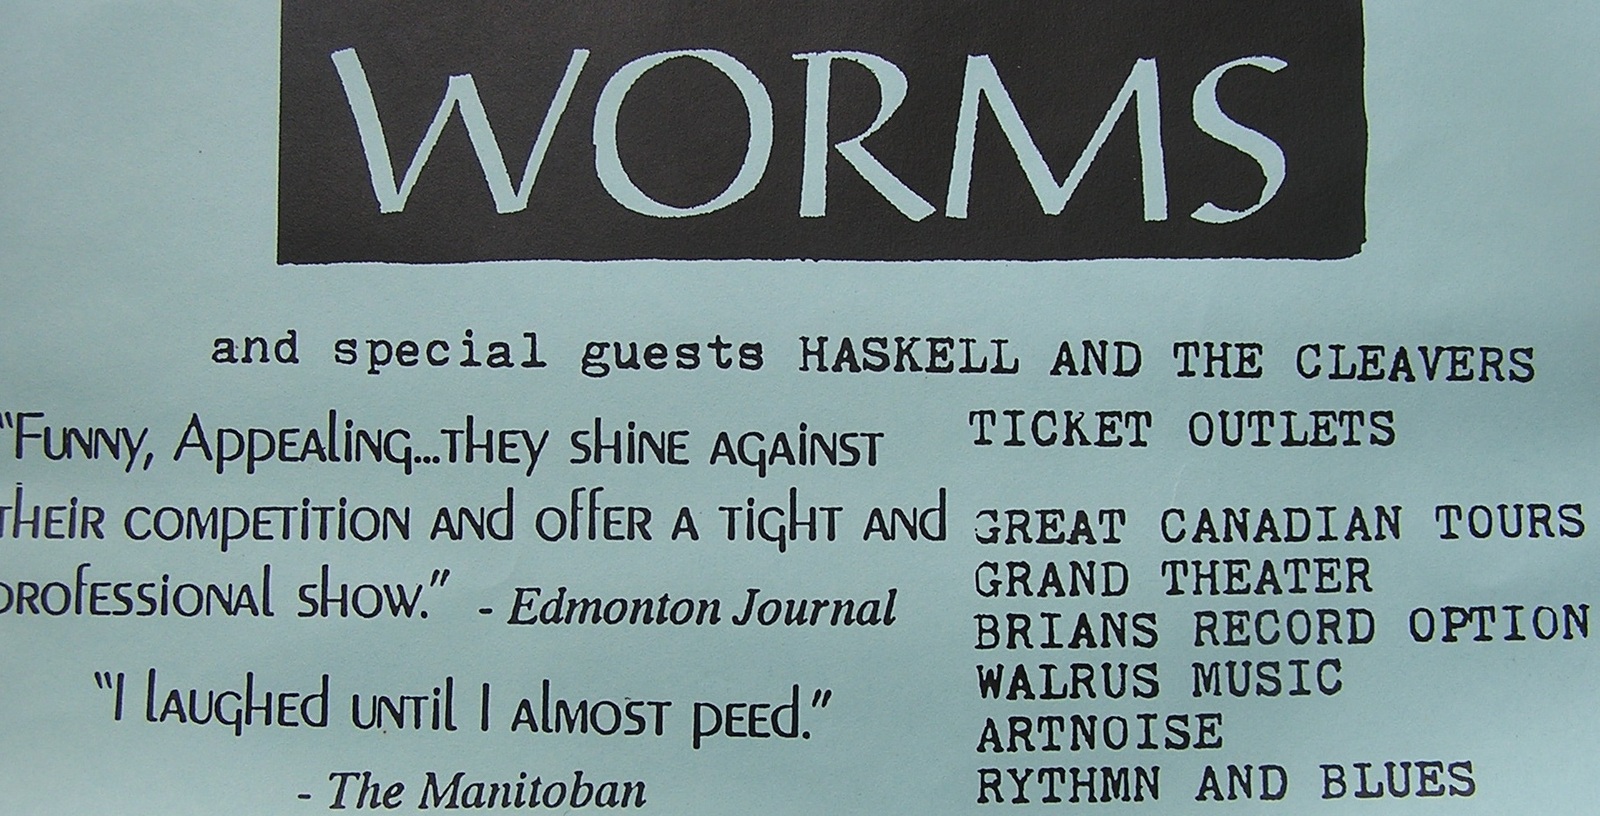 WORMS
and special guests HASKELL AND THE CLEAVERS
"Funny, Appealing...they shine against
their competition and offer a tight and
professional show." - Edmonton Journal
"I laughed until I almost peed."
- The Manitoban
TICKET OUTLETS
GREAT CANADIAN TOURS
GRAND THEATER
BRIANS RECORD OPTION
WALRUS MUSIC
ARTNOISE
RYTHMN AND BLUES